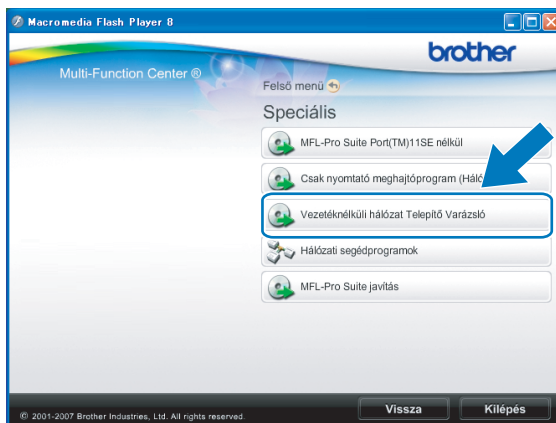 Macromedia Flash Player 8
brother
Multi-Function Center ®
Felső menü
Speciális
MFL-Pro Suite Port(TM)11SE nélkül
Csak nyomtató meghajtóprogram
Vezetéknélküli hálózat Telepítő Varázsló
Hálózati segédprogramok
MFL-Pro Suite javítás
© 2001-2007 Brother Industries, Ltd. All rights reserved.
Vissza
Kilépés